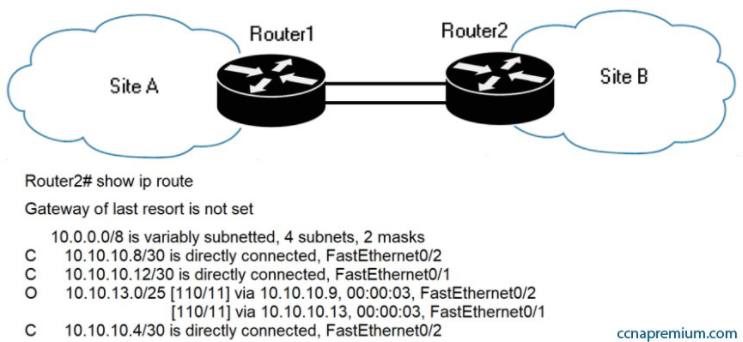 Router1
Router2
Site A
Site B
Router2# show ip route
Gateway of last resort is not set
10.0.0.0/8 is variably subnetted, 4 subnets, 2 masks
C 10.10.10.8/30 is directly connected, FastEthernet0/2
C 10.10.10.12/30 is directly connected, FastEthernet0/1
O 10.10.13.0/25 [110/11] via 10.10.10.9, 00:00:03, FastEthernet0/2
[110/11] via 10.10.10.13, 00:00:03, FastEthernet0/1
C 10.10.10.4/30 is directly connected, FastEthernet0/2
ccnapremium.com